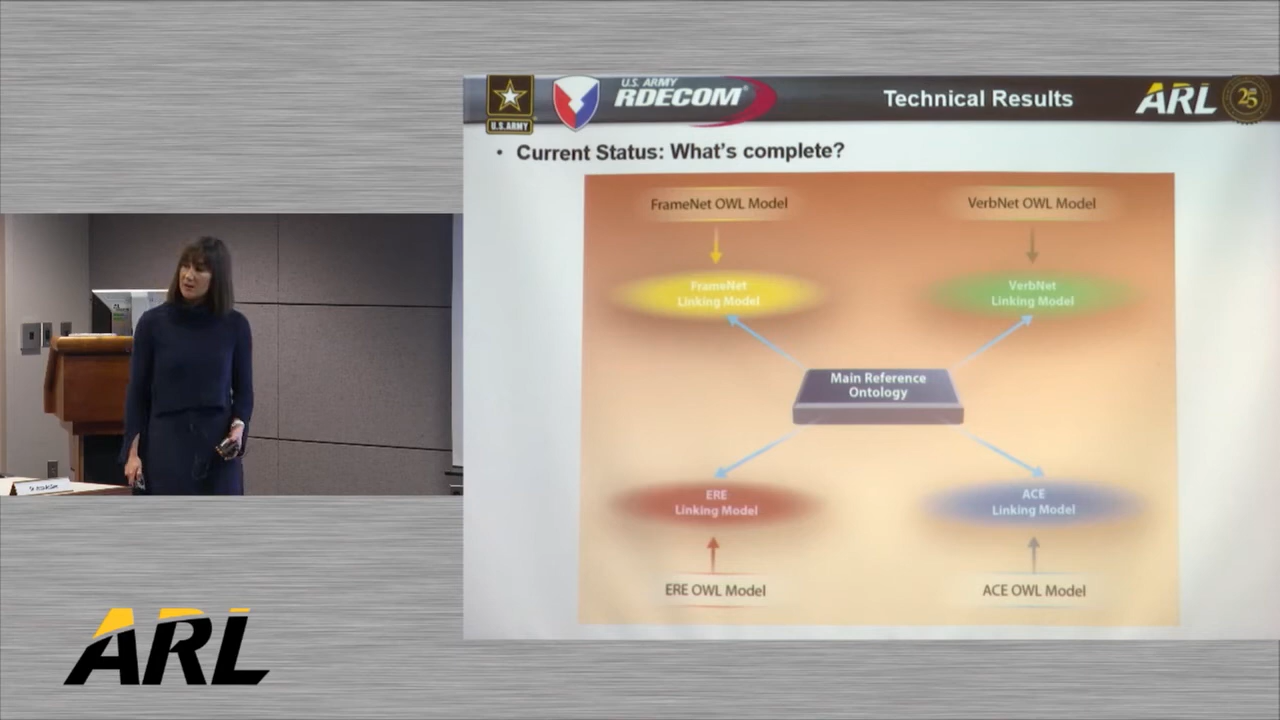 U.S. ARMY
U.S. ARMY
RDECOM
Technical Results
ARL
25
• Current Status: What's complete?
FrameNet OWL Model
VerbNet OWL Model
FrameNet
Linking Model
VerbNet
Linking Model
Main Reference
Ontology
ERE
Linking Model
ACE
Linking Model
ERE OWL Model
ACE OWL Model
ARL